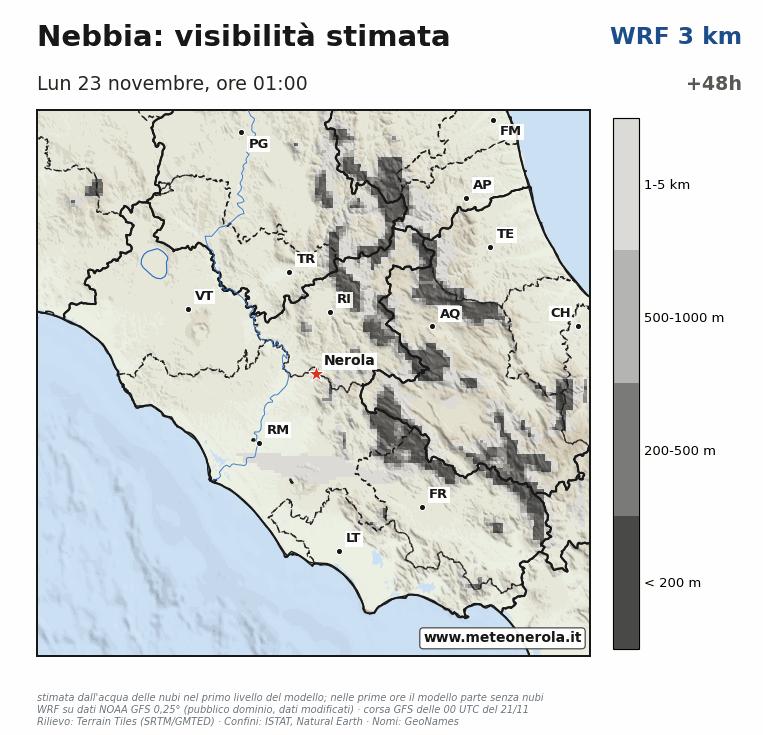 Nebbia: visibilità stimata
WRF 3 km
Lun 23 novembre, ore 01:00
+48h
FM
PG
AP
TE
TR
VT
RI
AQ
CH
Nerola
RM
FR
LT
www.meteonerola.it
1-5 km
500-1000 m
200-500 m
< 200 m
stimata dall'acqua delle nubi nel primo livello del modello; nelle prime ore il modello parte senza nubi
WRF su dati NOAA GFS 0,25° (pubblico dominio, dati modificati) · corsa GFS delle 00 UTC del 21/11
Rilievo: Terrain Tiles (SRTM/GMTED) · Confini: ISTAT, Natural Earth · Nomi: GeoNames